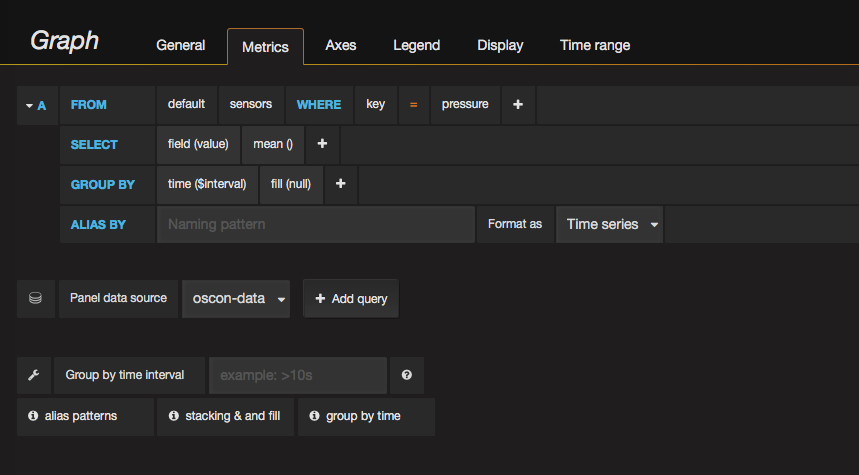 Graph General Metrics Axes Legend Display Time range
A FROM default sensors WHERE key = pressure +
SELECT field (value) mean () +
GROUP BY time ($interval) fill (null) +
ALIAS BY Naming pattern Format as Time series
Panel data source oscon-data + Add query
Group by time interval example: >10s ?
alias patterns stacking & and fill group by time